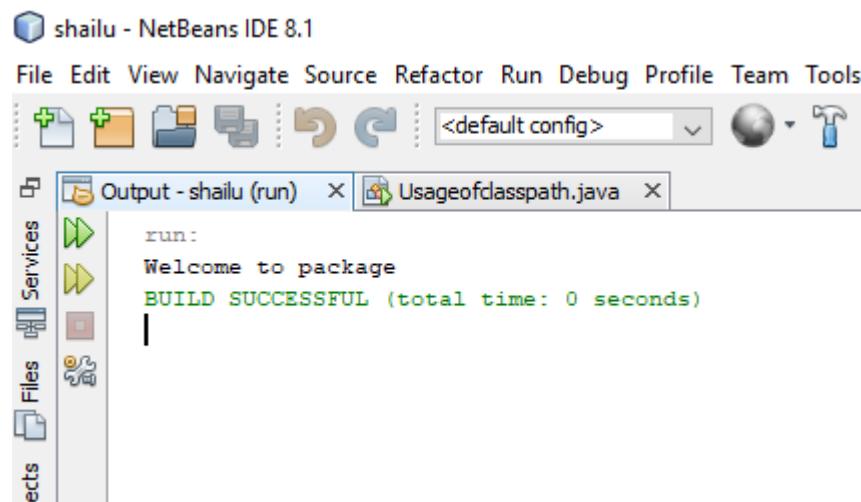 shailu - NetBeans IDE 8.1
File Edit View Navigate Source Refactor Run Debug Profile Team Tools
<default config>
Output - shailu (run)
Usageofclasspath.java
run:
Welcome to package
BUILD SUCCESSFUL (total time: 0 seconds)
Services
Files
ects